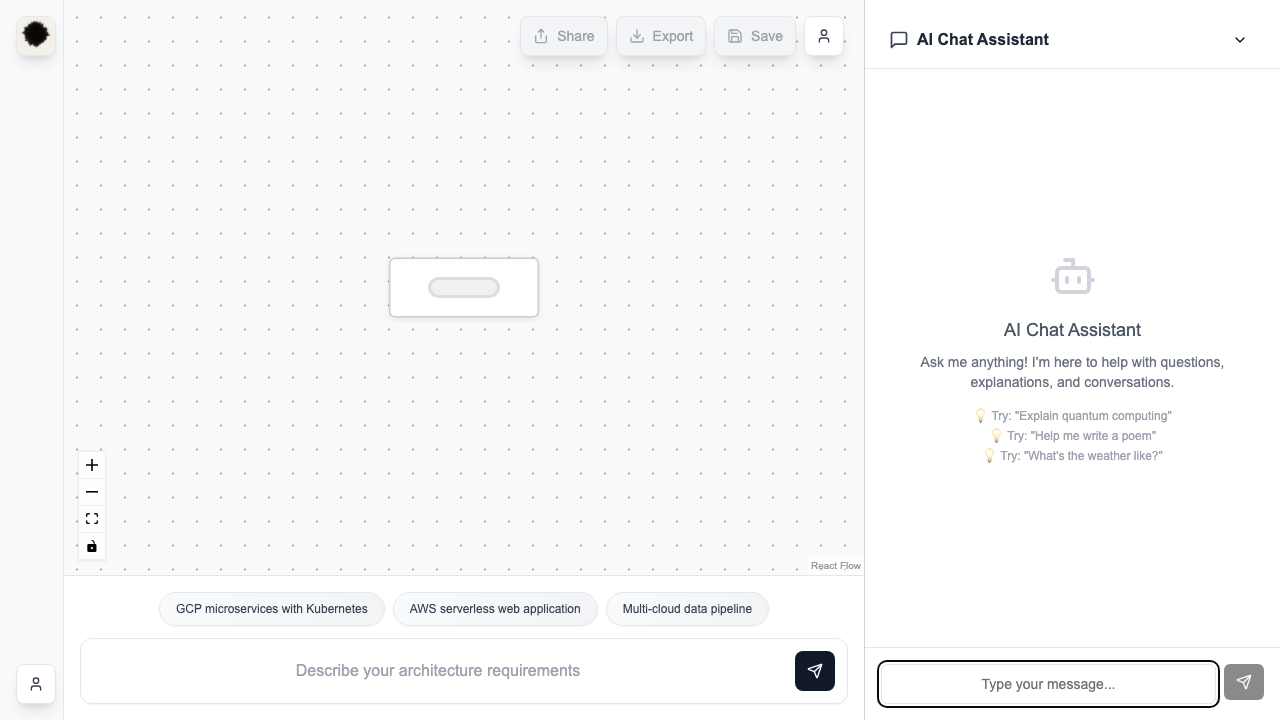 Share
Export
Save
React Flow
GCP microservices with Kubernetes
AWS serverless web application
Multi-cloud data pipeline
Describe your architecture requirements
AI Chat Assistant
AI Chat Assistant
Ask me anything! I'm here to help with questions,
explanations, and conversations.
💡 Try: "Explain quantum computing"
💡 Try: "Help me write a poem"
💡 Try: "What's the weather like?"
Type your message...